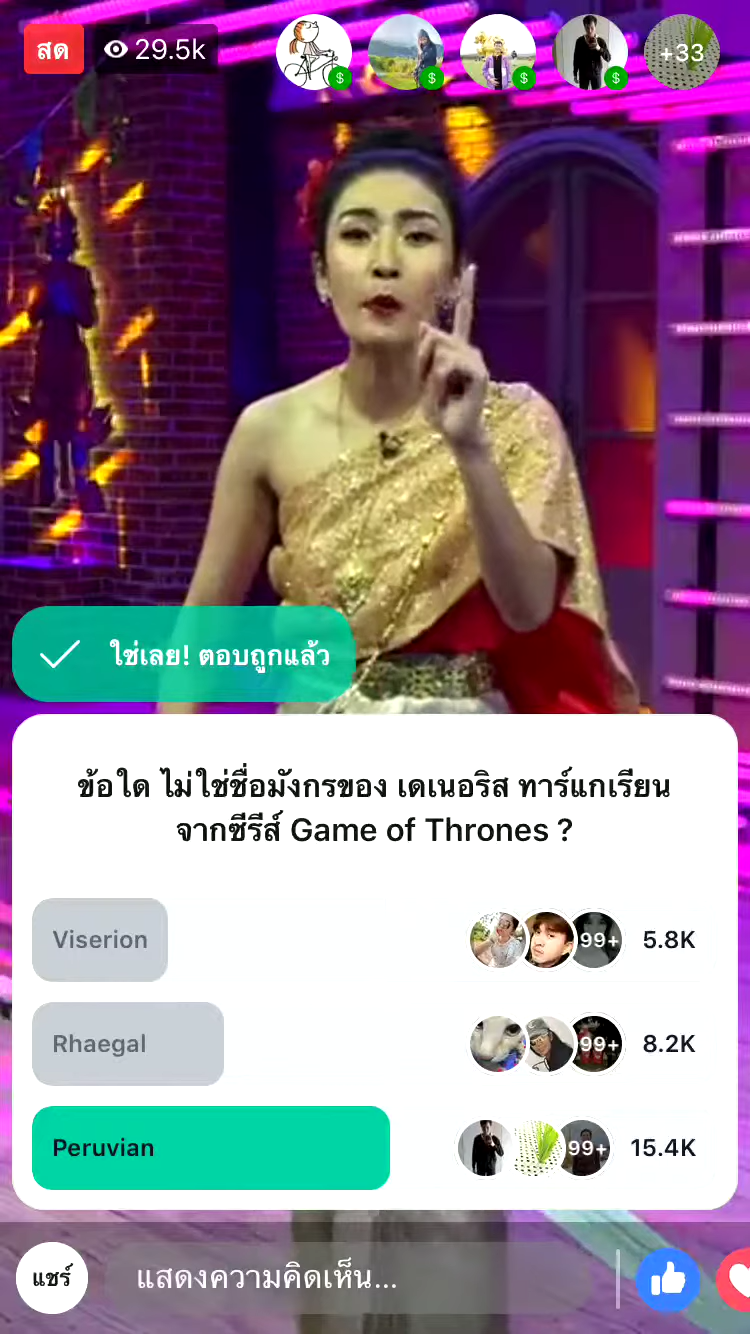 สด
29.5k
+33
ใช่เลย! ตอบถูกแล้ว
ข้อใด ไม่ใช่ชื่อมังกรของ เดเนอริส ทาร์แกเรียน
จากซีรีส์ Game of Thrones ?
Viserion 99+ 5.8K
Rhaegal 99+ 8.2K
Peruvian 99+ 15.4K
แชร์ แสดงความคิดเห็น...